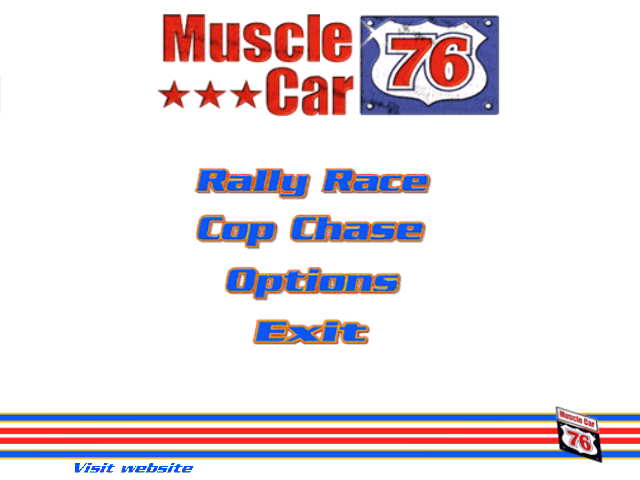 Muscle
Car
76
Rally Race
Cop Chase
Options
Exit
Muscle Car
76
Visit website